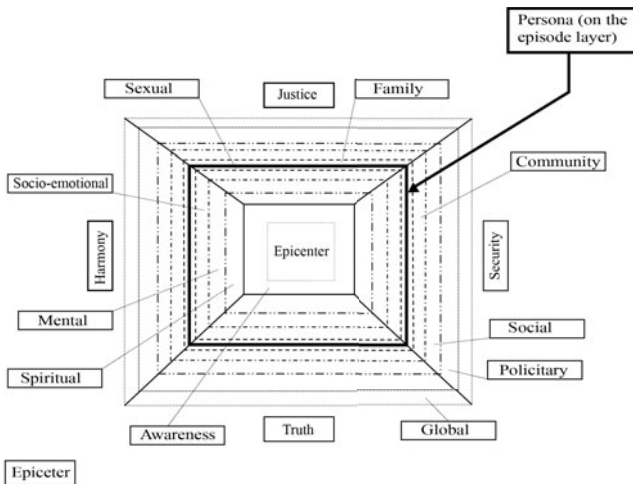 Persona (on the
episode layer)
Sexual
Justice
Family
Community
Socio-emotional
Harmony
Epicenter
Security
Mental
Social
Spiritual
Policitary
Awareness
Truth
Global
Epiceter